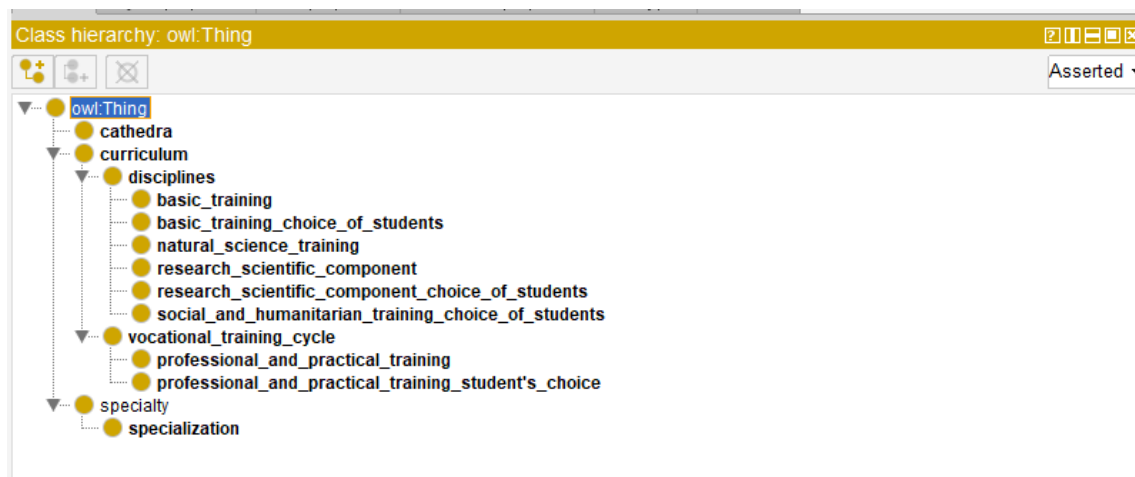 Class hierarchy: owl:Thing
Asserted
owl:Thing
cathedra
curriculum
disciplines
basic_training
basic_training_choice_of_students
natural_science_training
research_scientific_component
research_scientific_component_choice_of_students
social_and_humanitarian_training_choice_of_students
vocational_training_cycle
professional_and_practical_training
professional_and_practical_training_student's_choice
specialty
specialization